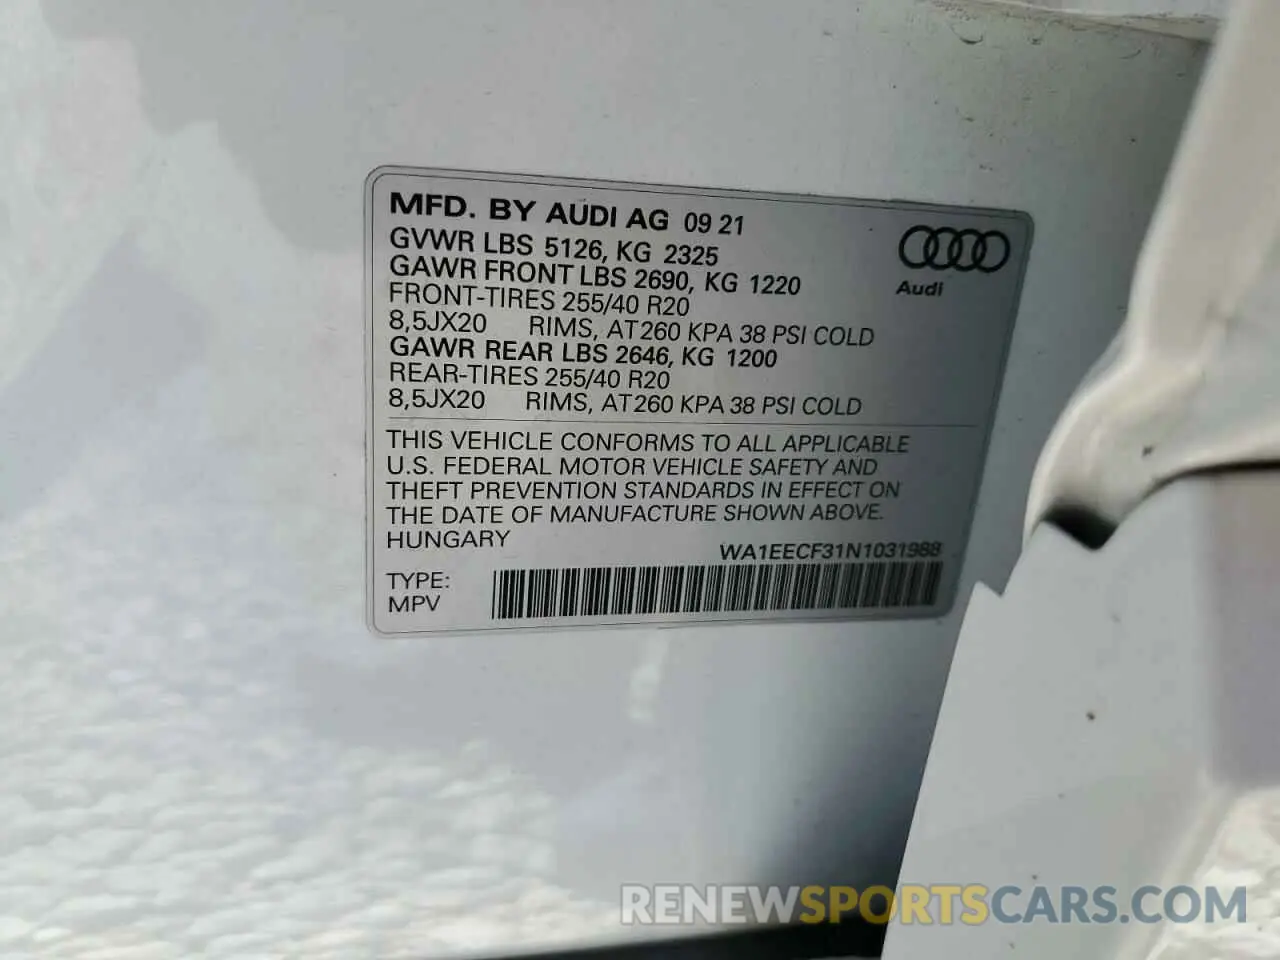 MFD. BY AUDI AG 09 21
GVWR LBS 5126, KG 2325
GAWR FRONT LBS 2690, KG 1220
FRONT-TIRES 255/40 R20
8,5JX20 RIMS, AT 260 KPA 38 PSI COLD
GAWR REAR LBS 2646, KG 1200
REAR-TIRES 255/40 R20
8,5JX20 RIMS, AT 260 KPA 38 PSI COLD
Audi
THIS VEHICLE CONFORMS TO ALL APPLICABLE
U.S. FEDERAL MOTOR VEHICLE SAFETY AND
THEFT PREVENTION STANDARDS IN EFFECT ON
THE DATE OF MANUFACTURE SHOWN ABOVE.
HUNGARY
WA1EECF31N1031988
TYPE:
MPV
RENEWSPORTSCARS.COM